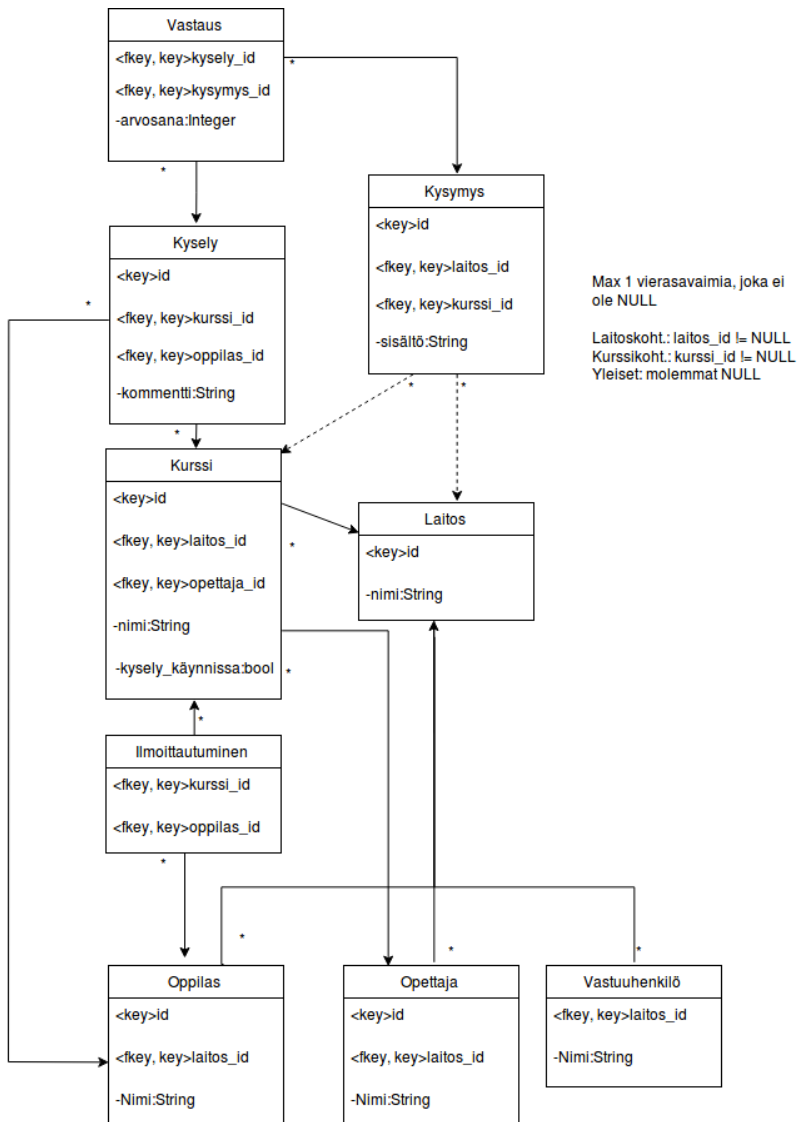 Vastaus
<fkey, key>kysely_id
<fkey, key>kysymys_id
-arvosana:Integer
*
*
Kysymys
<key>id
<fkey, key>laitos_id
<fkey, key>kurssi_id
-sisältö:String
*
*
Max 1 vierasavaimia, joka ei
ole NULL
Laitoskoht.: laitos_id != NULL
Kurssikoht.: kurssi_id != NULL
Yleiset: molemmat NULL
Kysely
<key>id
<fkey, key>kurssi_id
<fkey, key>oppilas_id
-kommentti:String
*
*
Kurssi
<key>id
<fkey, key>laitos_id
<fkey, key>opettaja_id
-nimi:String
-kysely_käynnissa:bool
*
*
Laitos
<key>id
-nimi:String
*
Ilmoittautuminen
<fkey, key>kurssi_id
<fkey, key>oppilas_id
*
*
*
*
Oppilas
<key>id
<fkey, key>laitos_id
-Nimi:String
Opettaja
<key>id
<fkey, key>laitos_id
-Nimi:String
Vastuuhenkilö
<fkey, key>laitos_id
-Nimi:String